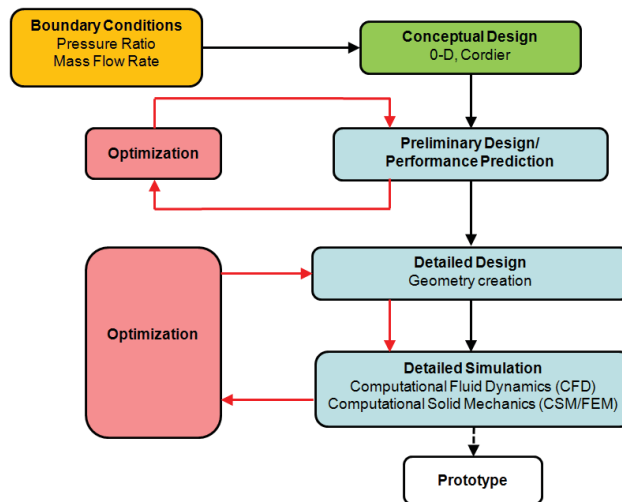 Boundary Conditions
Pressure Ratio
Mass Flow Rate
Conceptual Design
0-D, Cordier
Optimization
Preliminary Design/
Performance Prediction
Detailed Design
Geometry creation
Optimization
Detailed Simulation
Computational Fluid Dynamics (CFD)
Computational Solid Mechanics (CSM/FEM)
Prototype